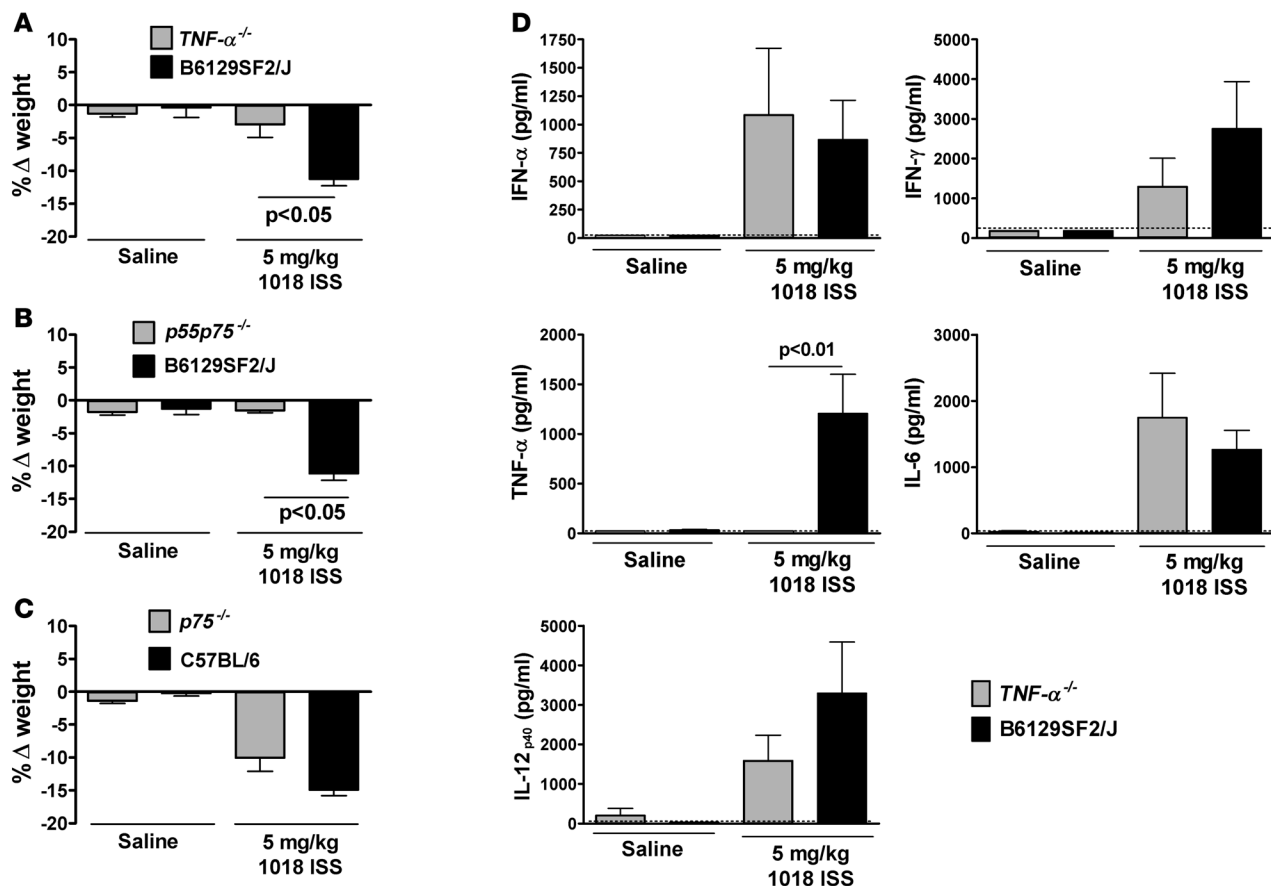 A
TNF-α-/-
B6129SF2/J
% Δ weight
10
5
0
-5
-10
-15
-20
p<0.05
Saline
5 mg/kg
1018 ISS
B
p55p75-/-
B6129SF2/J
% Δ weight
10
5
0
-5
-10
-15
-20
p<0.05
Saline
5 mg/kg
1018 ISS
C
p75-/-
C57BL/6
% Δ weight
10
5
0
-5
-10
-15
-20
Saline
5 mg/kg
1018 ISS
D
IFN-α (pg/ml)
1750
1500
1250
1000
750
500
250
0
Saline
5 mg/kg
1018 ISS
IFN-γ (pg/ml)
5000
4000
3000
2000
1000
0
Saline
5 mg/kg
1018 ISS
TNF-α (pg/ml)
2000
1500
1000
500
0
p<0.01
Saline
5 mg/kg
1018 ISS
IL-6 (pg/ml)
3000
2000
1000
0
Saline
5 mg/kg
1018 ISS
IL-12p40 (pg/ml)
5000
4000
3000
2000
1000
0
Saline
5 mg/kg
1018 ISS
TNF-α-/-
B6129SF2/J